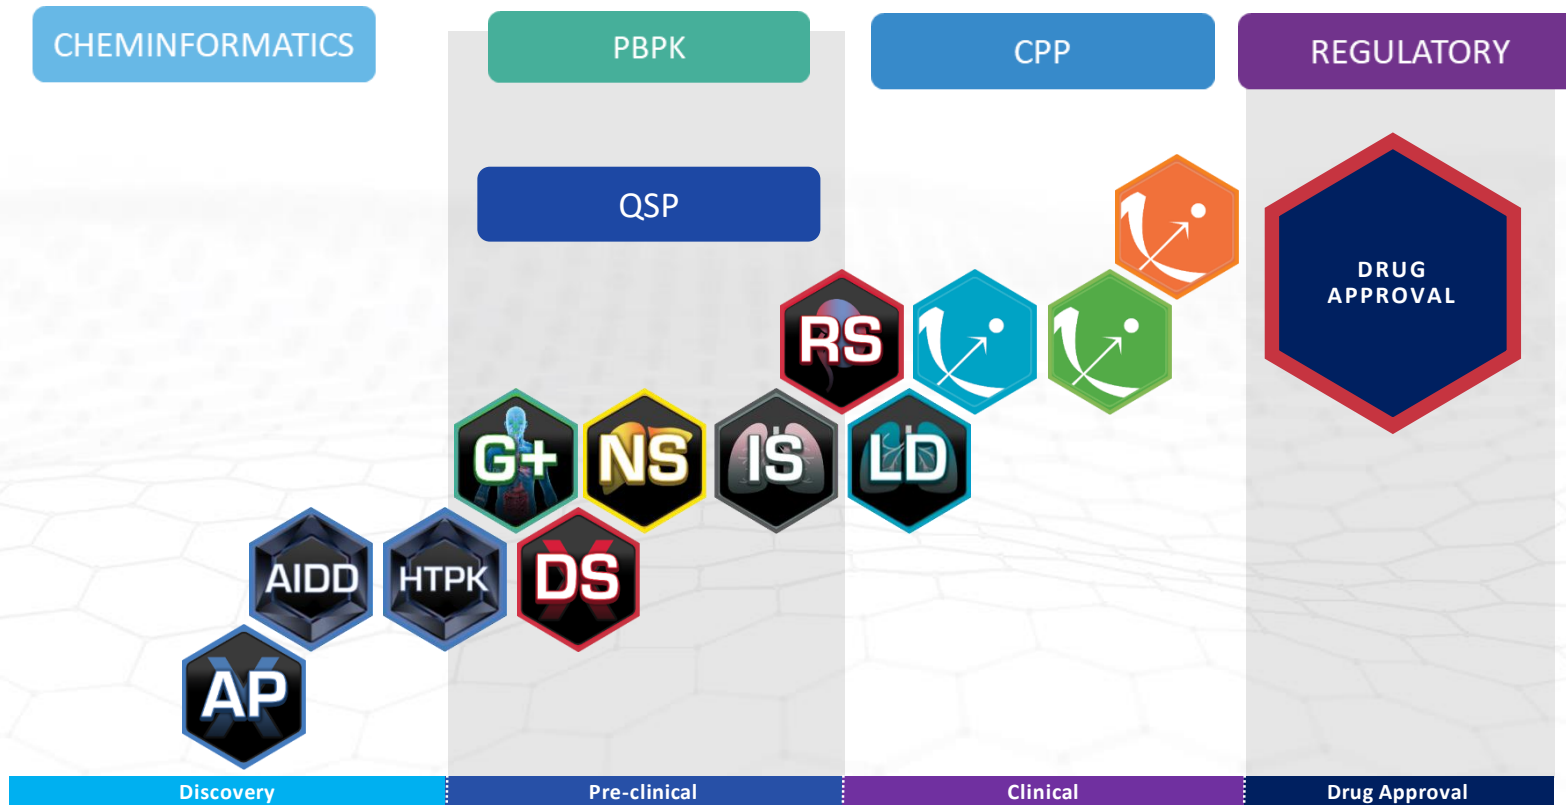 CHEMINFORMATICS
PBPK
CPP
REGULATORY
QSP
DRUG
APPROVAL
RS
G+
NS
IS
LD
AIDD
HTPK
DS
AP
Discovery
Pre-clinical
Clinical
Drug Approval